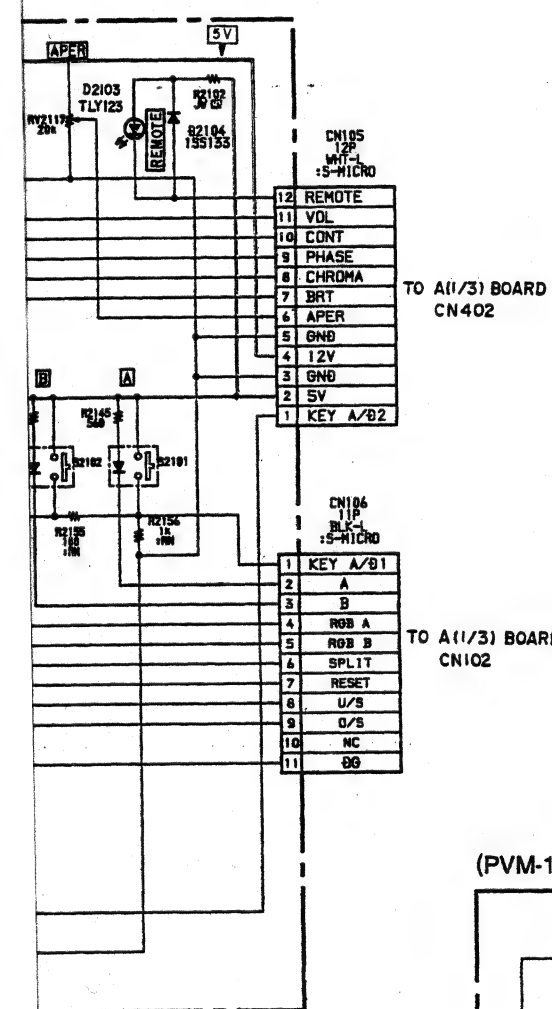 5V
APER
D2103
TLY123
R2102
REMOTE
D2104
1SS133
RV2117
20k
CN105
12P
WHT-L
:S-MICRO
12 REMOTE
11 VOL
10 CONT
9 PHASE
8 CHROMA
7 BRT
6 APER
5 GND
4 12V
3 GND
2 5V
1 KEY A/D2
TO A(1/3) BOARD
CN402
B
A
R2145
560
S2102
S2101
R2155
100
:RN
R2156
1k
:RN
CN106
11P
BLK-L
:S-MICRO
1 KEY A/D1
2 A
3 B
4 RGB A
5 RGB B
6 SPLIT
7 RESET
8 U/S
9 O/S
10 NC
11 DG
TO A(1/3) BOARD
CN102
(PVM-1